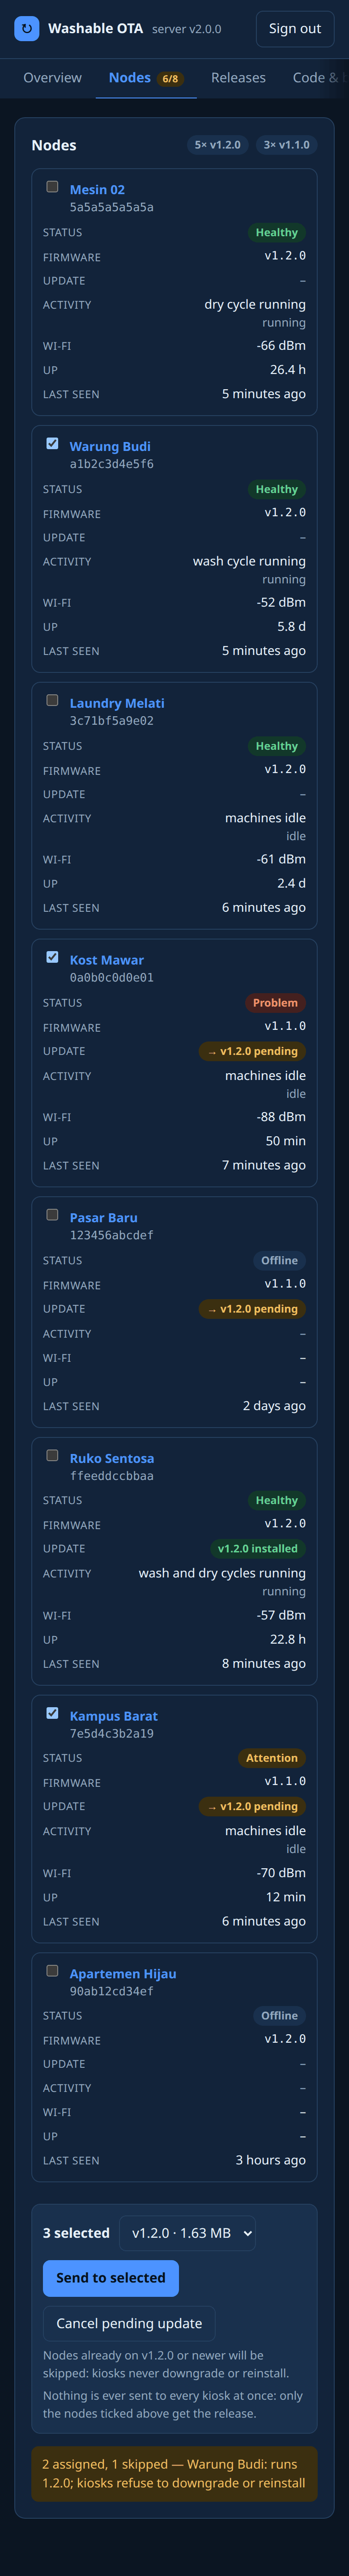 Washable OTA server v2.0.0 Sign out
Overview Nodes 6/8 Releases Code &
Nodes 5× v1.2.0 3× v1.1.0
Mesin 02
5a5a5a5a5a5a
STATUS Healthy
FIRMWARE v1.2.0
UPDATE –
ACTIVITY dry cycle running
running
WI-FI -66 dBm
UP 26.4 h
LAST SEEN 5 minutes ago
Warung Budi
a1b2c3d4e5f6
STATUS Healthy
FIRMWARE v1.2.0
UPDATE –
ACTIVITY wash cycle running
running
WI-FI -52 dBm
UP 5.8 d
LAST SEEN 5 minutes ago
Laundry Melati
3c71bf5a9e02
STATUS Healthy
FIRMWARE v1.2.0
UPDATE –
ACTIVITY machines idle
idle
WI-FI -61 dBm
UP 2.4 d
LAST SEEN 6 minutes ago
Kost Mawar
0a0b0c0d0e01
STATUS Problem
FIRMWARE v1.1.0
UPDATE → v1.2.0 pending
ACTIVITY machines idle
idle
WI-FI -88 dBm
UP 50 min
LAST SEEN 7 minutes ago
Pasar Baru
123456abcdef
STATUS Offline
FIRMWARE v1.1.0
UPDATE → v1.2.0 pending
ACTIVITY –
WI-FI –
UP –
LAST SEEN 2 days ago
Ruko Sentosa
ffeeddccbbaa
STATUS Healthy
FIRMWARE v1.2.0
UPDATE v1.2.0 installed
ACTIVITY wash and dry cycles running
running
WI-FI -57 dBm
UP 22.8 h
LAST SEEN 8 minutes ago
Kampus Barat
7e5d4c3b2a19
STATUS Attention
FIRMWARE v1.1.0
UPDATE → v1.2.0 pending
ACTIVITY machines idle
idle
WI-FI -70 dBm
UP 12 min
LAST SEEN 6 minutes ago
Apartemen Hijau
90ab12cd34ef
STATUS Offline
FIRMWARE v1.2.0
UPDATE –
ACTIVITY –
WI-FI –
UP –
LAST SEEN 3 hours ago
3 selected v1.2.0 · 1.63 MB
Send to selected
Cancel pending update
Nodes already on v1.2.0 or newer will be
skipped: kiosks never downgrade or reinstall.
Nothing is ever sent to every kiosk at once: only
the nodes ticked above get the release.
2 assigned, 1 skipped — Warung Budi: runs
1.2.0; kiosks refuse to downgrade or reinstall